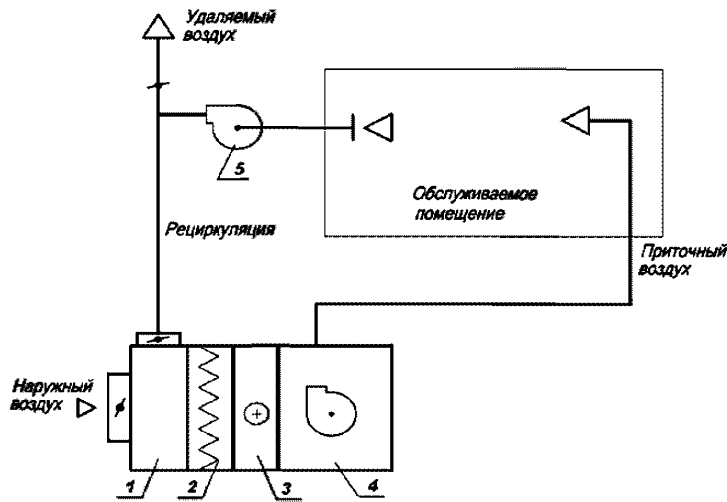 Удаляемый
воздух
5
Обслуживаемое
помещение
Рециркуляция
Приточный
воздух
Наружный
воздух
1
2
3
4